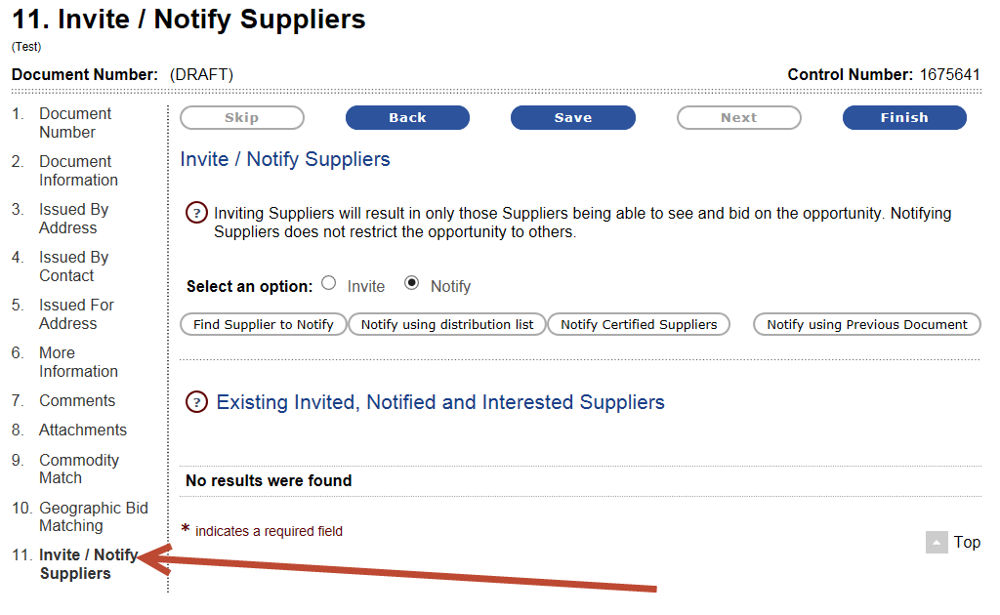 11. Invite / Notify Suppliers
(Test)
Document Number: (DRAFT) Control Number: 1675641
1. Document
Number
2. Document
Information
3. Issued By
Address
4. Issued By
Contact
5. Issued For
Address
6. More
Information
7. Comments
8. Attachments
9. Commodity
Match
10. Geographic Bid
Matching
11. Invite / Notify
Suppliers
Skip Back Save Next Finish
Invite / Notify Suppliers
? Inviting Suppliers will result in only those Suppliers being able to see and bid on the opportunity. Notifying
Suppliers does not restrict the opportunity to others.
Select an option: Invite Notify
Find Supplier to Notify Notify using distribution list Notify Certified Suppliers Notify using Previous Document
? Existing Invited, Notified and Interested Suppliers
No results were found
* indicates a required field
Top